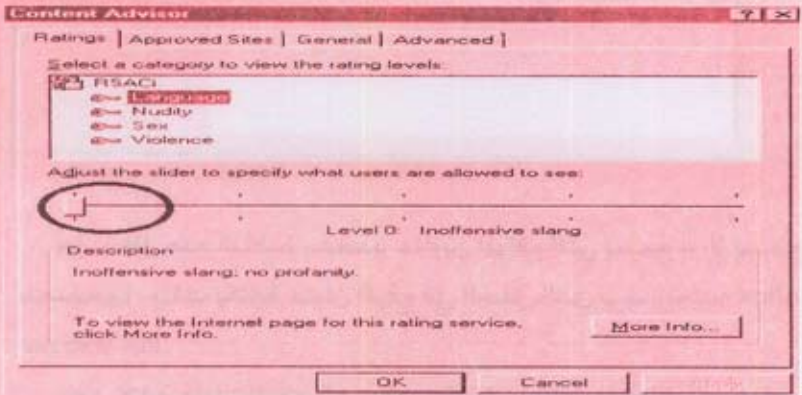 Content Advisor
Ratings Approved Sites General Advanced
Select a category to view the rating levels:
RSACi
Language
Nudity
Sex
Violence
Adjust the slider to specify what users are allowed to see:
Level 0: Inoffensive slang
Description
Inoffensive slang; no profanity.
To view the Internet page for this rating service,
click More Info.
More Info...
OK Cancel